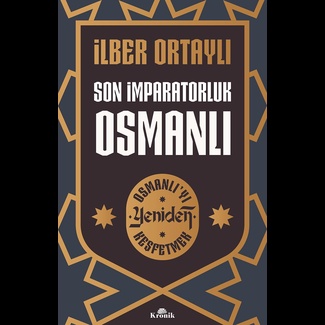 İLBER ORTAYLI
SON İMPARATORLUK
OSMANLI
OSMANLI'YI
Yeniden
KEŞFETMEK
Kronik